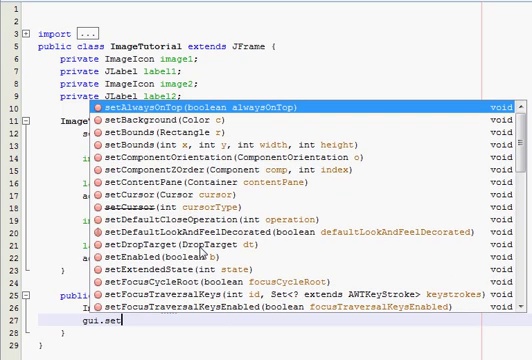 1
2
3 import ...
5 public class ImageTutorial extends JFrame {
6 private ImageIcon image1;
7 private JLabel label1;
8 private ImageIcon image2;
9 private JLabel label2;
10 setAlwaysOnTop(boolean alwaysOnTop) void
11 Image setBackground(Color c) void
12 setBounds(Rectangle r) void
13 setBounds(int x, int y, int width, int height) void
14 setComponentOrientation(ComponentOrientation o) void
15 setComponentZOrder(Component comp, int index) void
16 setContentPane(Container contentPane) void
17 setCursor(Cursor cursor) void
18 setCursor(int cursorType) void
19 setDefaultCloseOperation(int operation) void
20 setDefaultLookAndFeelDecorated(boolean defaultLookAndFeelDecorated) void
21 setDropTarget(DropTarget dt) void
22 setEnabled(boolean b) void
23 } setExtendedState(int state) void
24 setFocusCycleRoot(boolean focusCycleRoot) void
25 publi setFocusTraversalKeys(int id, Set<? extends AWTKeyStroke> keystrokes) void
26 setFocusTraversalKeysEnabled(boolean focusTraversalKeysEnabled) void
27 gui.set
28 }
29 }